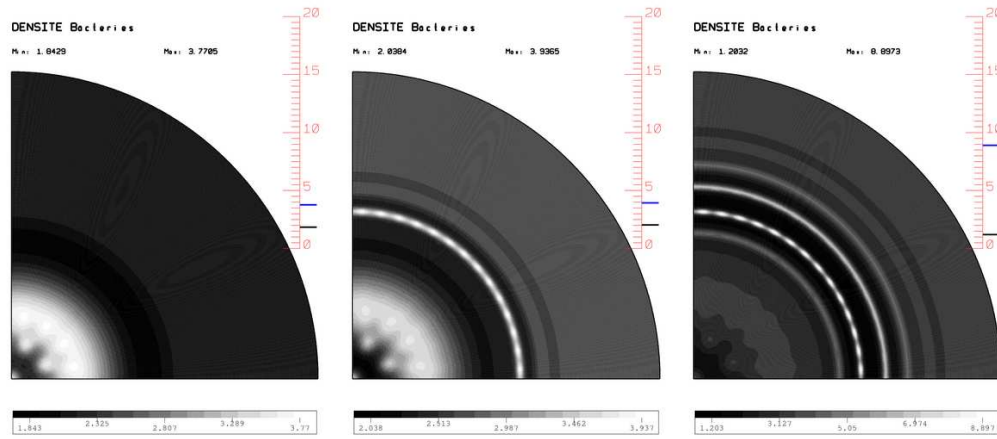 DENSITE Bacteries
Min: 1.8429 Max: 3.7705
20
15
10
5
0
1.843 2.325 2.807 3.289 3.77
DENSITE Bacteries
Min: 2.0384 Max: 3.9365
20
15
10
5
0
2.038 2.513 2.987 3.462 3.937
DENSITE Bacteries
Min: 1.2032 Max: 8.8973
20
15
10
5
0
1.203 3.127 5.05 6.974 8.897